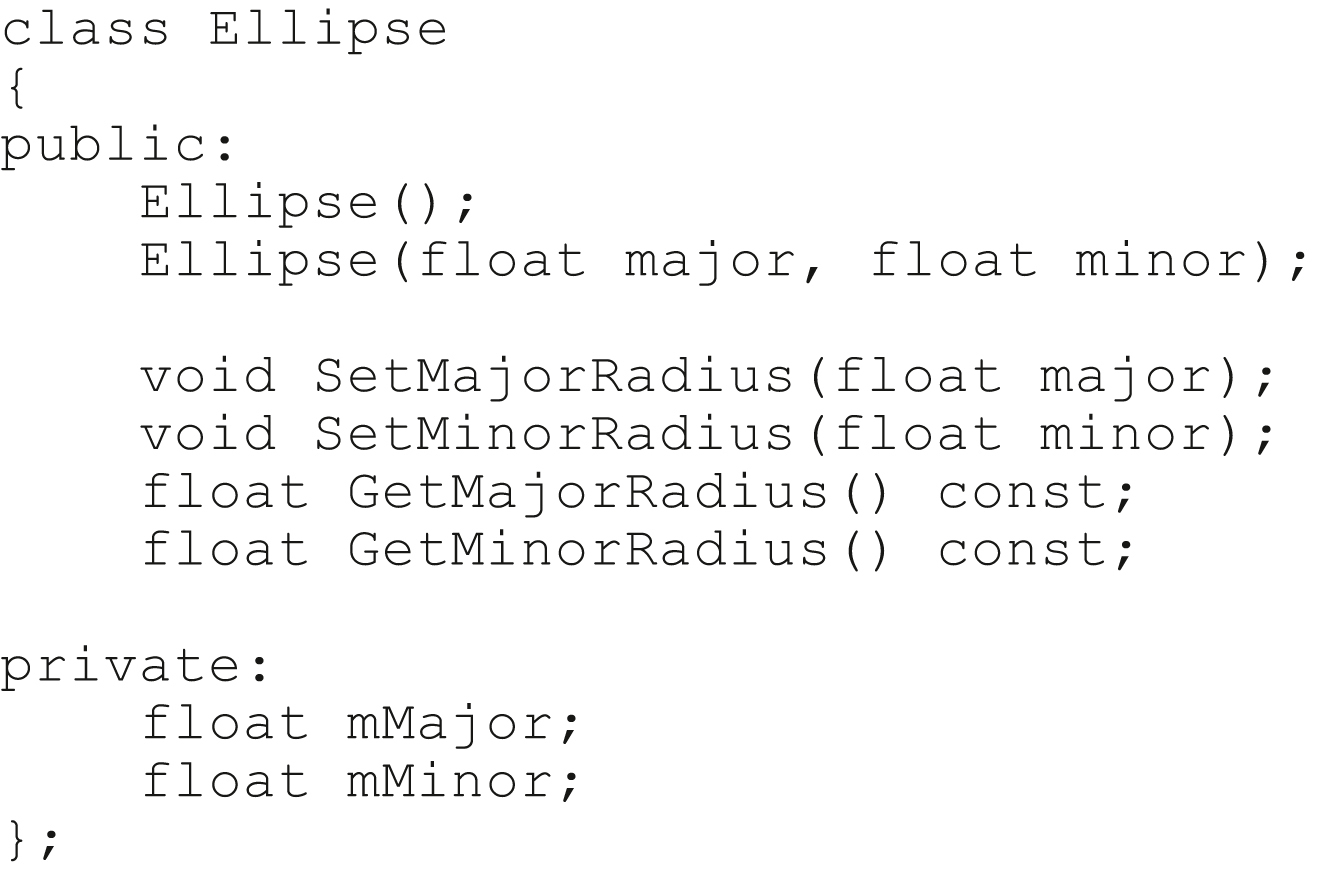 class Ellipse
{
public:
    Ellipse();
    Ellipse(float major, float minor);

    void SetMajorRadius(float major);
    void SetMinorRadius(float minor);
    float GetMajorRadius() const;
    float GetMinorRadius() const;

private:
    float mMajor;
    float mMinor;
};